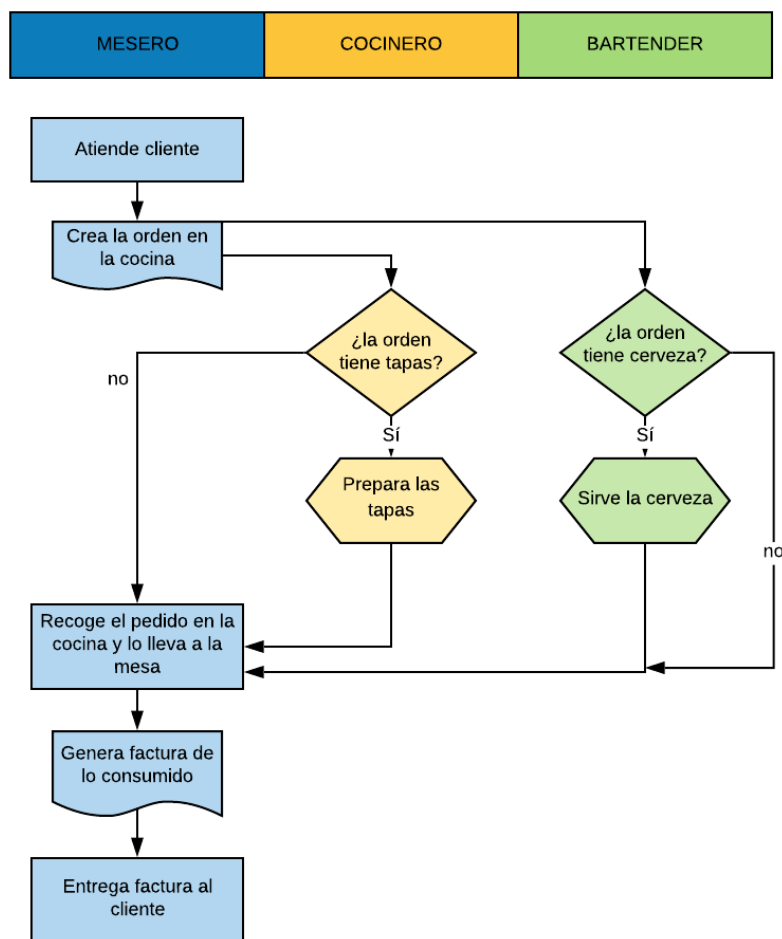 MESERO
COCINERO
BARTENDER
Atiende cliente
Crea la orden en
la cocina
¿la orden
tiene tapas?
¿la orden
tiene cerveza?
no
Sí
Sí
Prepara las
tapas
Sirve la cerveza
no
Recoge el pedido en la
cocina y lo lleva a la
mesa
Genera factura de
lo consumido
Entrega factura al
cliente